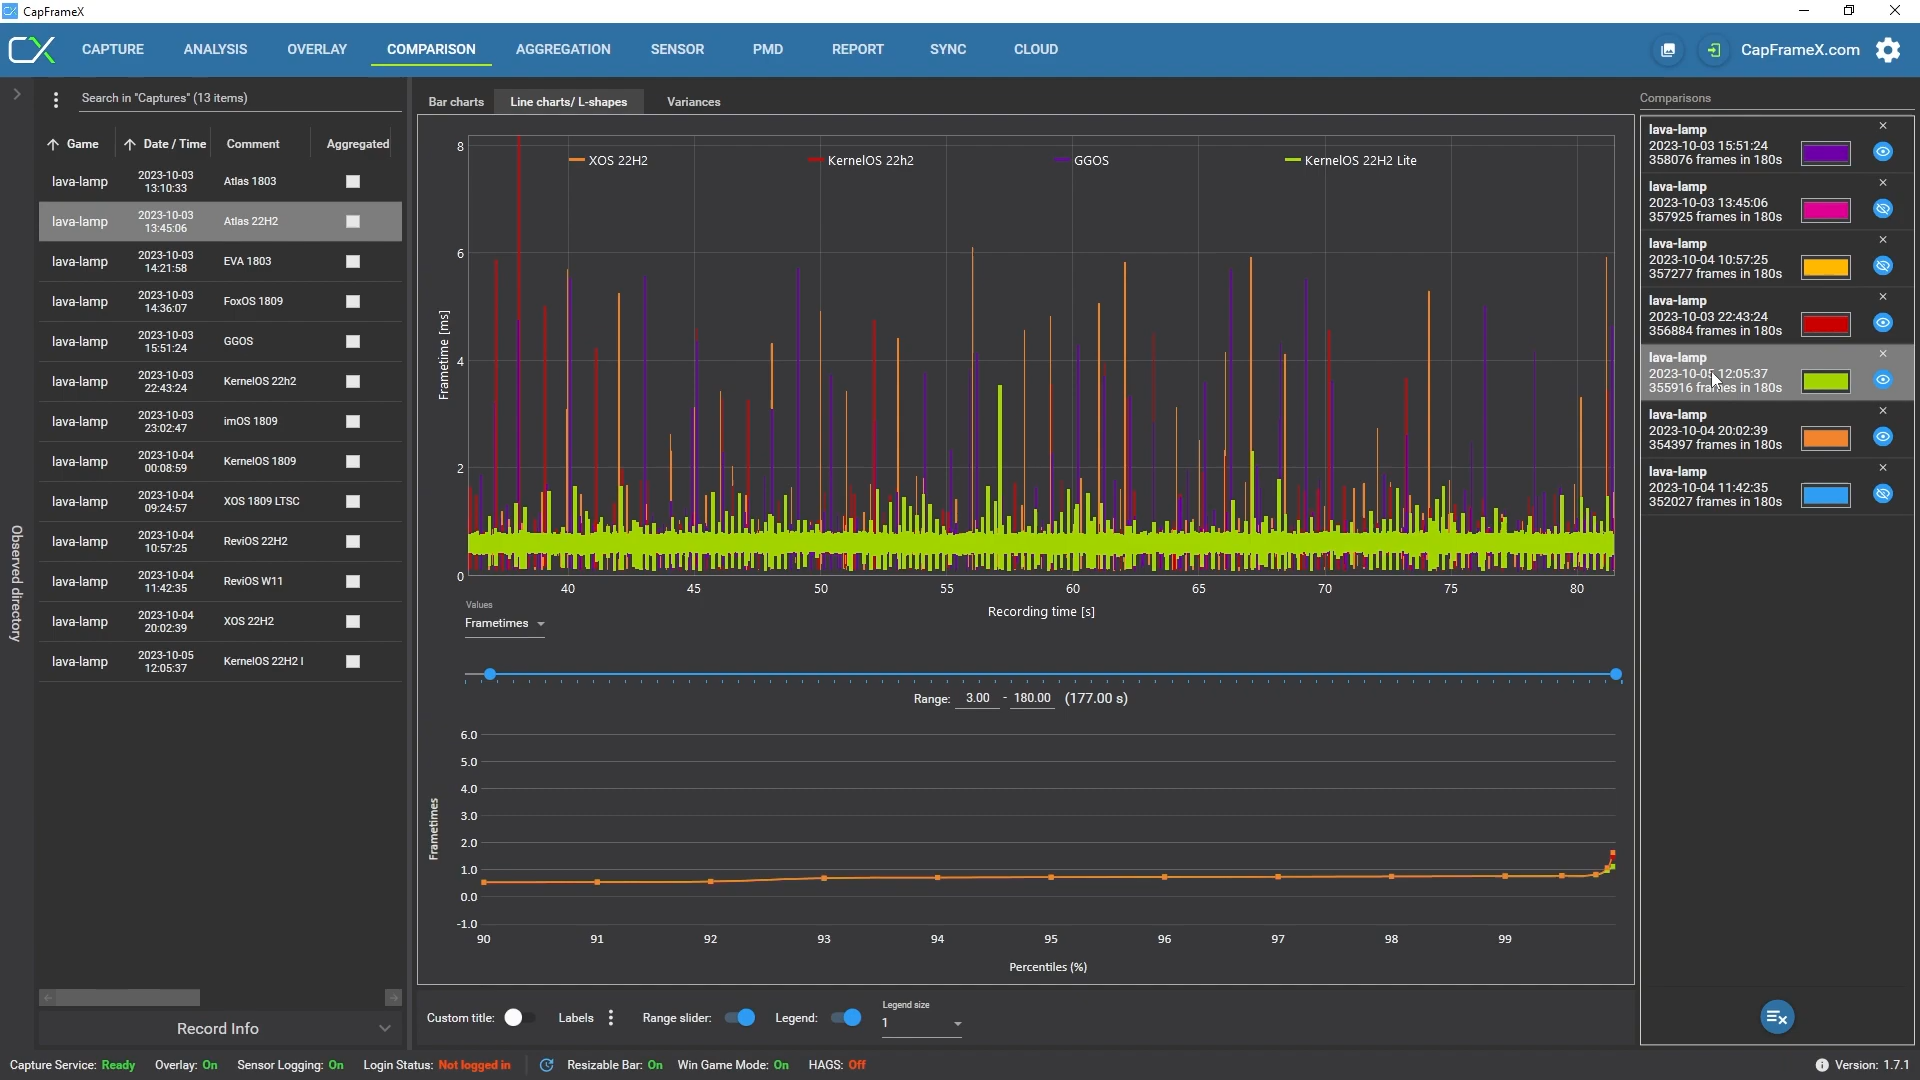 CapFrameX
CX
CAPTURE
ANALYSIS
OVERLAY
COMPARISON
AGGREGATION
SENSOR
PMD
REPORT
SYNC
CLOUD
CapFrameX.com
Observed directory
Search in "Captures" (13 items)
Game Date / Time Comment Aggregated
lava-lamp 2023-10-03 13:10:33 Atlas 1803
lava-lamp 2023-10-03 13:45:06 Atlas 22H2
lava-lamp 2023-10-03 14:21:58 EVA 1803
lava-lamp 2023-10-03 14:36:07 FoxOS 1809
lava-lamp 2023-10-03 15:51:24 GGOS
lava-lamp 2023-10-03 22:43:24 KernelOS 22h2
lava-lamp 2023-10-03 23:02:47 imOS 1809
lava-lamp 2023-10-04 00:08:59 KernelOS 1809
lava-lamp 2023-10-04 09:24:57 XOS 1809 LTSC
lava-lamp 2023-10-04 10:57:25 ReviOS 22H2
lava-lamp 2023-10-04 11:42:35 ReviOS W11
lava-lamp 2023-10-04 20:02:39 XOS 22H2
lava-lamp 2023-10-05 12:05:37 KernelOS 22H2 l
Record Info
Bar charts
Line charts/ L-shapes
Variances
XOS 22H2
KernelOS 22h2
GGOS
KernelOS 22H2 Lite
Frametime [ms]
8
6
4
2
0
40 45 50 55 60 65 70 75 80
Recording time [s]
Values
Frametimes
Range: 3.00 - 180.00 (177.00 s)
Frametimes
6.0
5.0
4.0
3.0
2.0
1.0
0.0
-1.0
90 91 92 93 94 95 96 97 98 99
Percentiles (%)
Custom title:
Labels
Range slider:
Legend:
Legend size
1
Comparisons
lava-lamp
2023-10-03 15:51:24
358076 frames in 180s
lava-lamp
2023-10-03 13:45:06
357925 frames in 180s
lava-lamp
2023-10-04 10:57:25
357277 frames in 180s
lava-lamp
2023-10-03 22:43:24
356884 frames in 180s
lava-lamp
2023-10-05 12:05:37
355916 frames in 180s
lava-lamp
2023-10-04 20:02:39
354397 frames in 180s
lava-lamp
2023-10-04 11:42:35
352027 frames in 180s
Capture Service: Ready
Overlay: On
Sensor Logging: On
Login Status: Not logged in
Resizable Bar: On
Win Game Mode: On
HAGS: Off
Version: 1.7.1